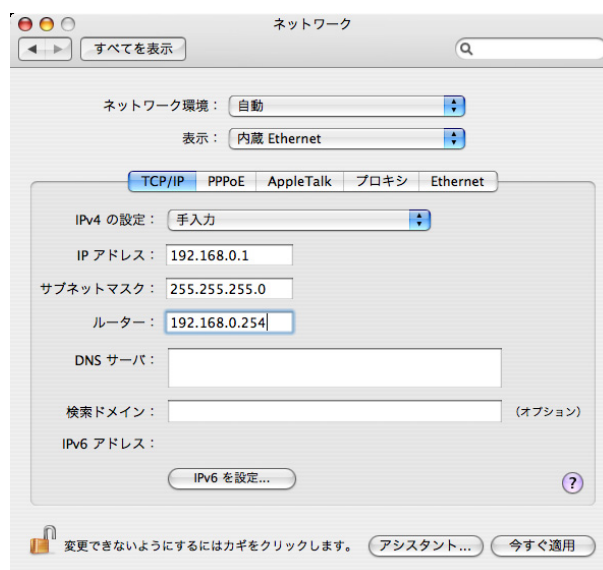 ネットワーク
すべてを表示
ネットワーク環境： 自動
表示： 内蔵 Ethernet
TCP/IP PPPoE AppleTalk プロキシ Ethernet
IPv4 の設定： 手入力
IP アドレス： 192.168.0.1
サブネットマスク： 255.255.255.0
ルーター： 192.168.0.254
DNS サーバ：
検索ドメイン： (オプション)
IPv6 アドレス：
IPv6 を設定... ?
変更できないようにするにはカギをクリックします。 アシスタント... 今すぐ適用